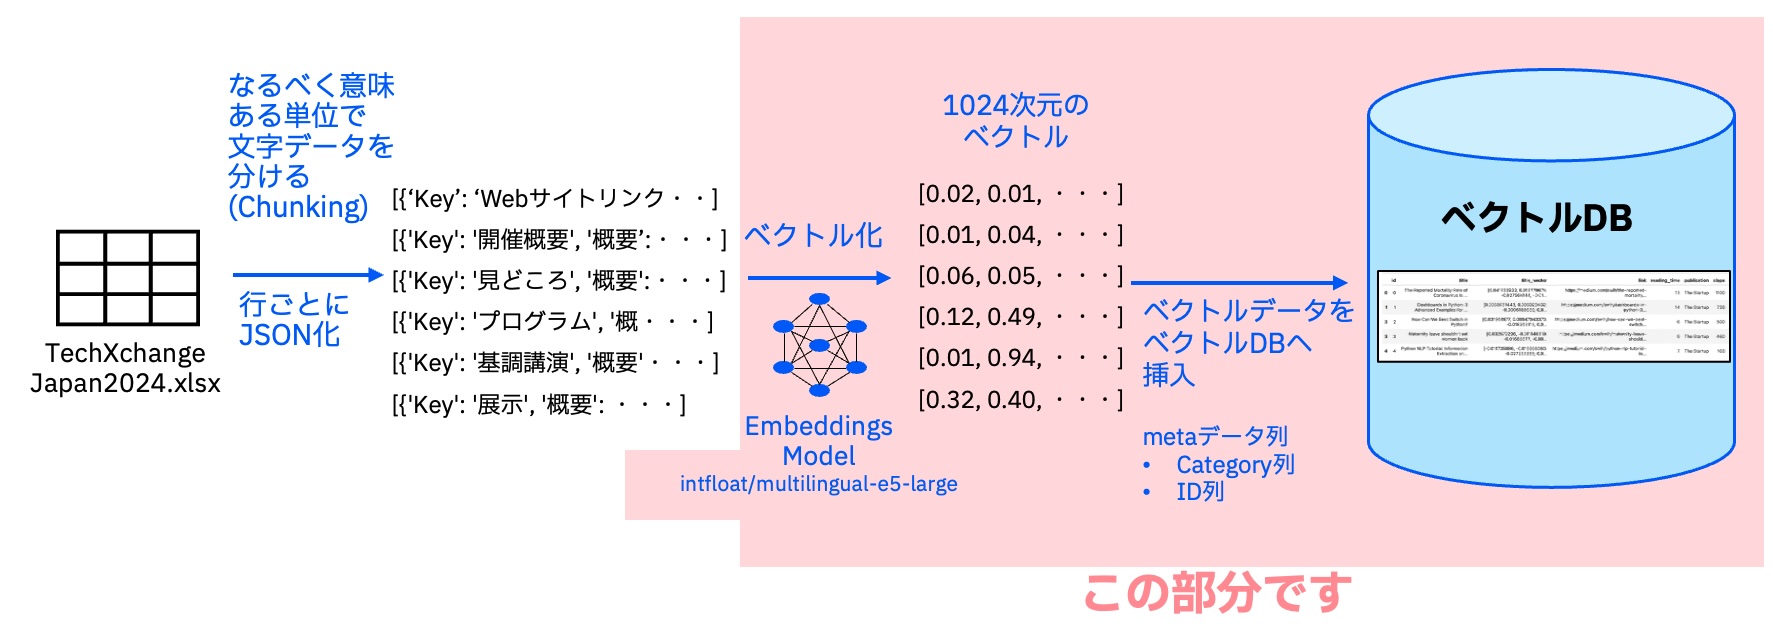 なるべく意味
ある単位で
文字データを
分ける
(Chunking)
行ごとに
JSON化
TechXchange
Japan2024.xlsx
[{‘Key’: ‘Webサイトリンク・・]
[{'Key': '開催概要', '概要’:・・・]
[{'Key': '見どころ', '概要':・・・]
[{'Key': 'プログラム', '概・・・]
[{'Key': '基調講演', '概要'・・・]
[{'Key': '展示', '概要': ・・・]
ベクトル化
Embeddings
Model
intfloat/multilingual-e5-large
1024次元の
ベクトル
[0.02, 0.01, ・・・]
[0.01, 0.04, ・・・]
[0.06, 0.05, ・・・]
[0.12, 0.49, ・・・]
[0.01, 0.94, ・・・]
[0.32, 0.40, ・・・]
ベクトルデータを
ベクトルDBへ
挿入
metaデータ列
• Category列
• ID列
ベクトルDB
id title title_vector link reading_time publication claps
この部分です